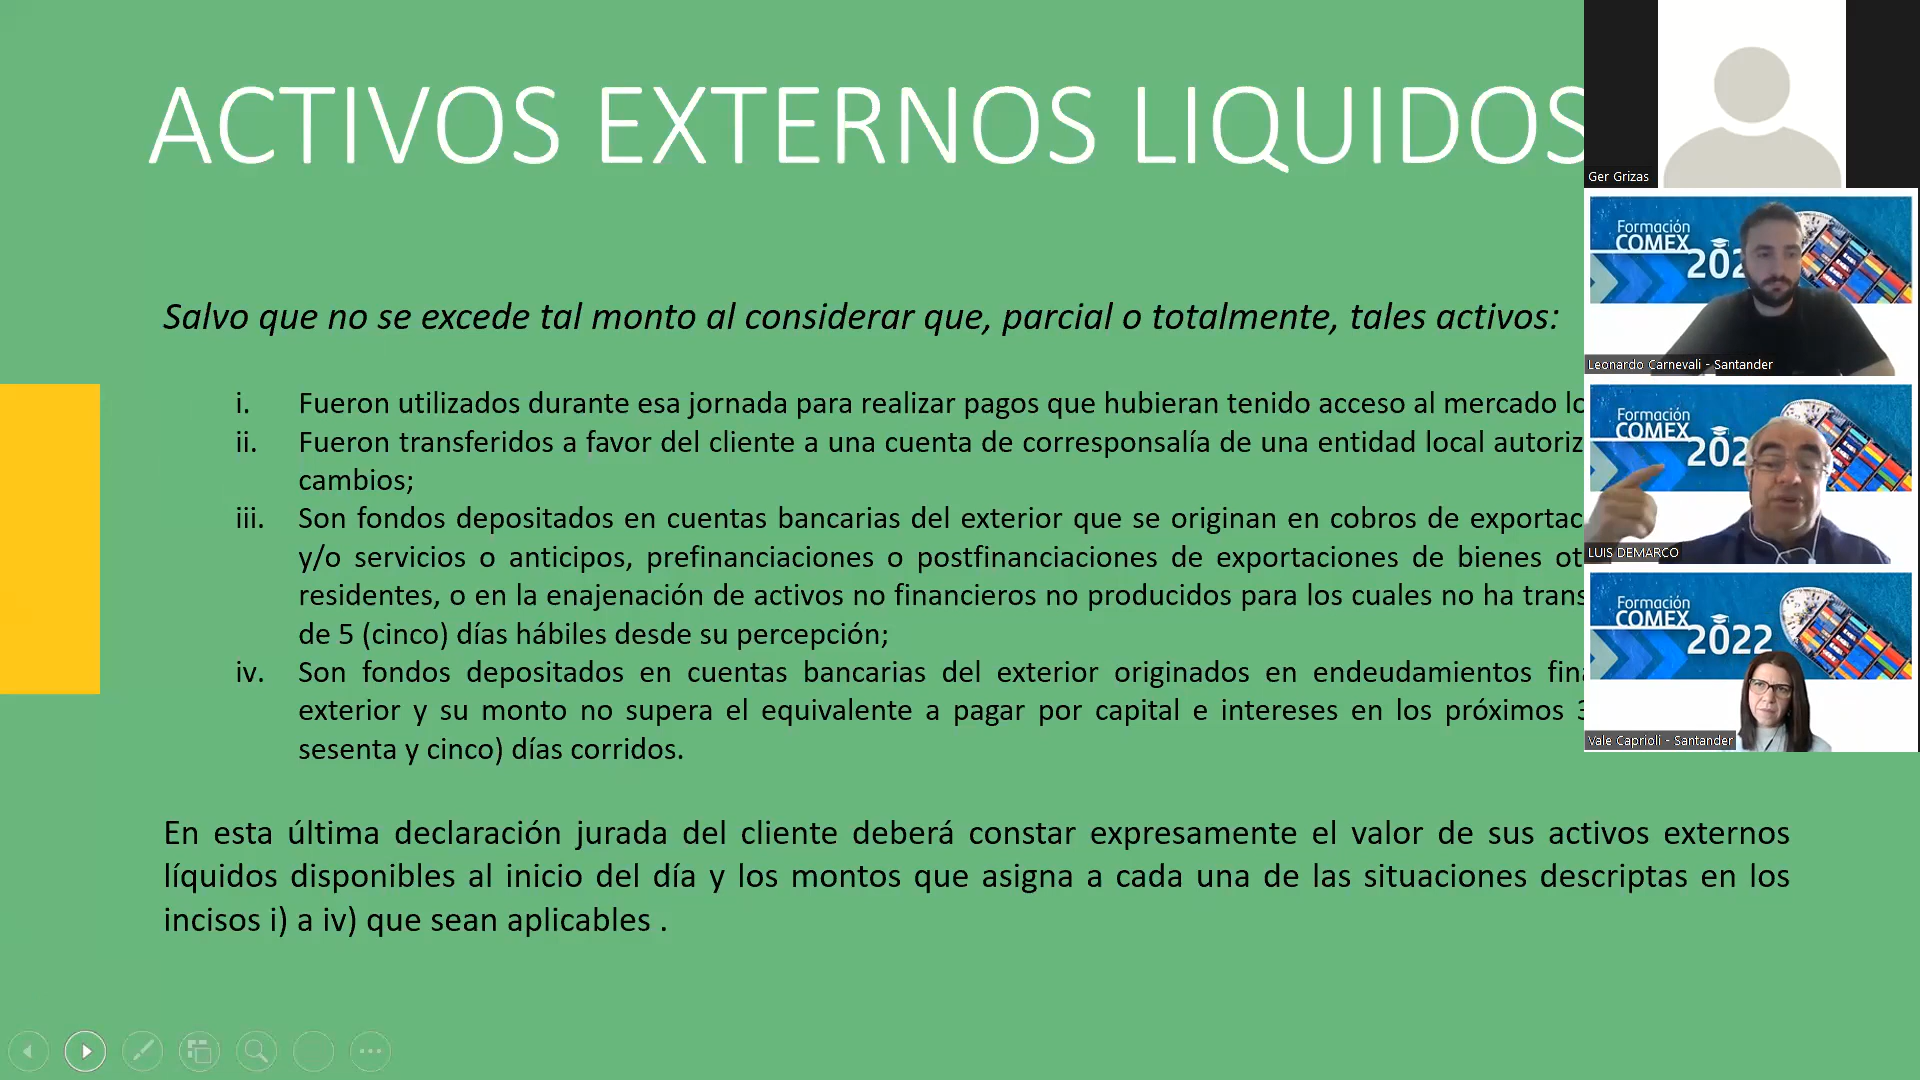 ACTIVOS EXTERNOS LIQUIDOS
Salvo que no se excede tal monto al considerar que, parcial o totalmente, tales activos:
i. Fueron utilizados durante esa jornada para realizar pagos que hubieran tenido acceso al mercado lo
ii. Fueron transferidos a favor del cliente a una cuenta de corresponsalía de una entidad local autoriz
cambios;
iii. Son fondos depositados en cuentas bancarias del exterior que se originan en cobros de exportac
y/o servicios o anticipos, prefinanciaciones o postfinanciaciones de exportaciones de bienes ot
residentes, o en la enajenación de activos no financieros no producidos para los cuales no ha trans
de 5 (cinco) días hábiles desde su percepción;
iv. Son fondos depositados en cuentas bancarias del exterior originados en endeudamientos fin
exterior y su monto no supera el equivalente a pagar por capital e intereses en los próximos 3
sesenta y cinco) días corridos.
En esta última declaración jurada del cliente deberá constar expresamente el valor de sus activos externos
líquidos disponibles al inicio del día y los montos que asigna a cada una de las situaciones descriptas en los
incisos i) a iv) que sean aplicables .
Ger Grizas
Formación
COMEX
202
Leonardo Carnevali - Santander
Formación
COMEX
202
LUIS DEMARCO
Formación
COMEX
2022
Vale Caprioli - Santander